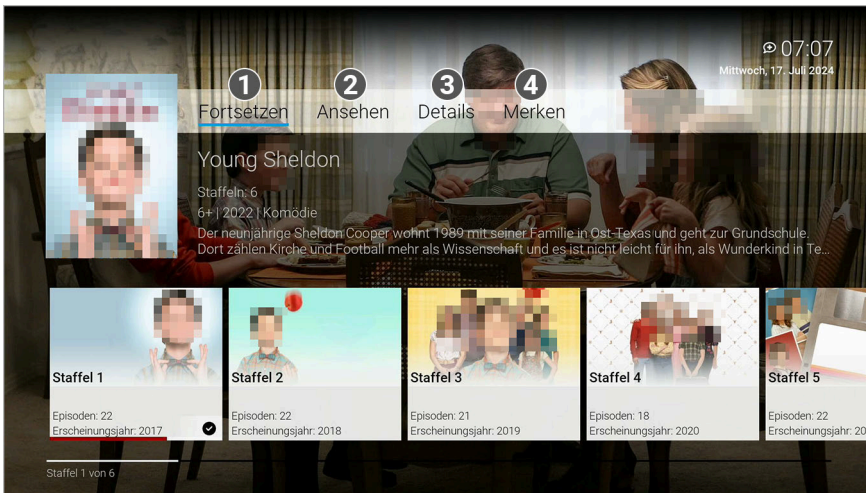 07:07
Mittwoch, 17. Juli 2024
1 2 3 4
Fortsetzen Ansehen Details Merken
Young Sheldon
Staffeln: 6
6+ | 2022 | Komödie
Der neunjährige Sheldon Cooper wohnt 1989 mit seiner Familie in Ost-Texas und geht zur Grundschule.
Dort zählen Kirche und Football mehr als Wissenschaft und es ist nicht leicht für ihn, als Wunderkind in Te...
Staffel 1
Episoden: 22
Erscheinungsjahr: 2017
Staffel 2
Episoden: 22
Erscheinungsjahr: 2018
Staffel 3
Episoden: 21
Erscheinungsjahr: 2019
Staffel 4
Episoden: 18
Erscheinungsjahr: 2020
Staffel 5
Episoden: 22
Erscheinungsjahr: 20
Staffel 1 von 6